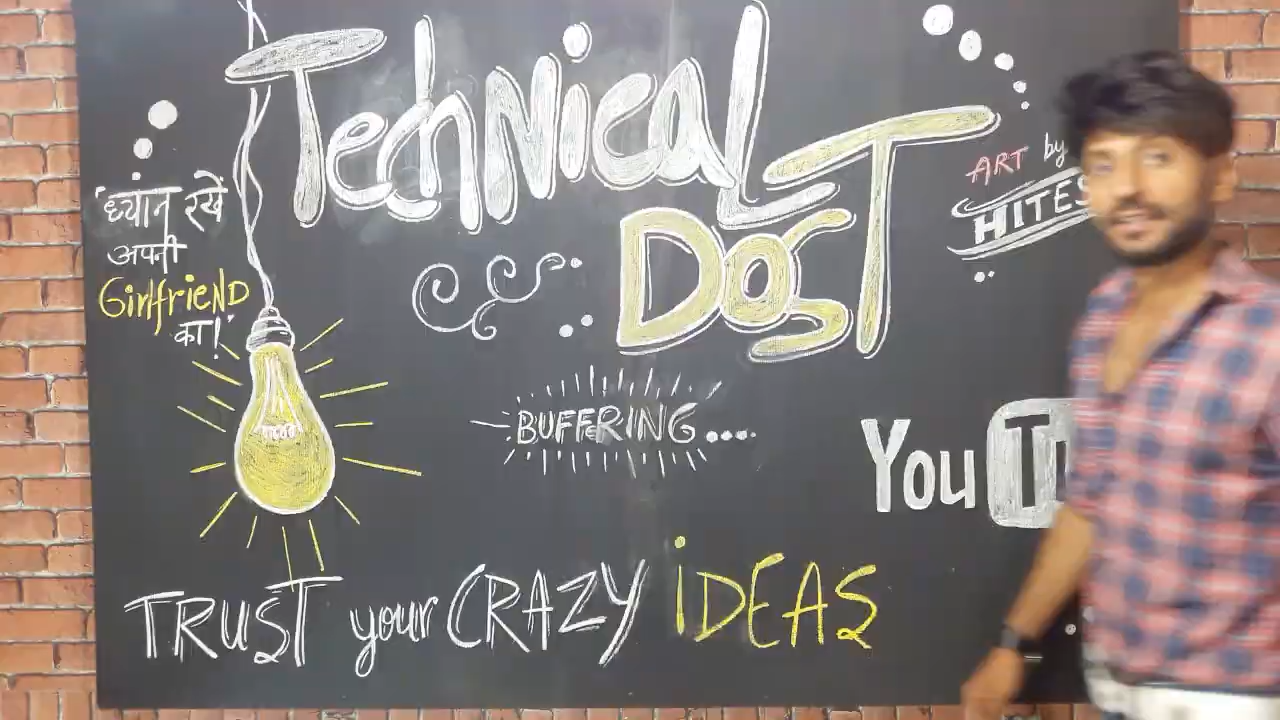 Technical
Dost
ART by
HITES
'ध्यान रखें
अपनी
GirlfrieND
का!'
BUFFERING....
You
TRUST your CRAZY iDEAS